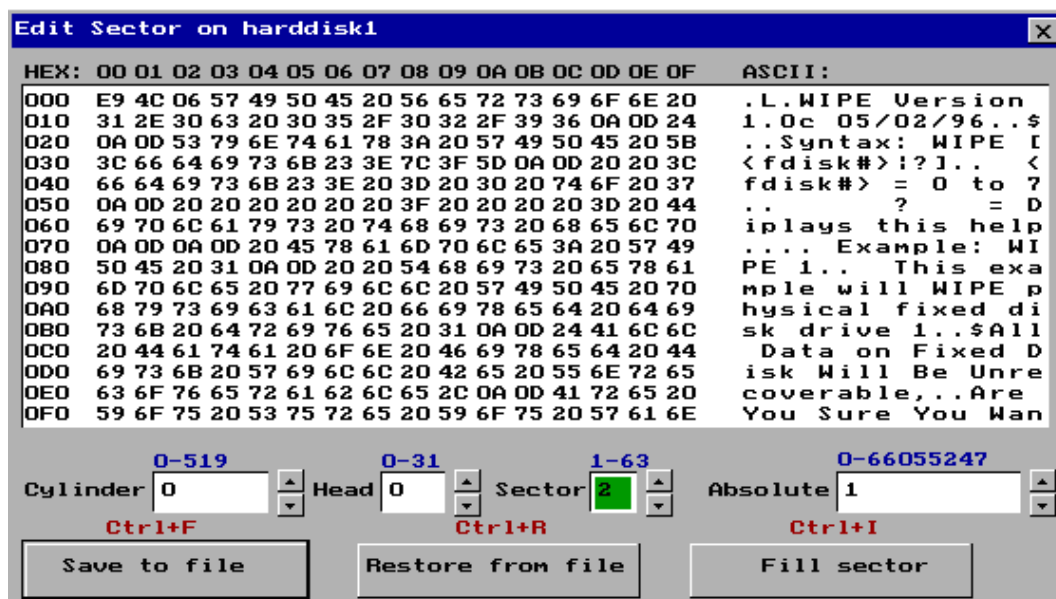 Edit Sector on harddisk1
HEX: 00 01 02 03 04 05 06 07 08 09 0A 0B 0C 0D 0E 0F ASCII:
000 E9 4C 06 57 49 50 45 20 56 65 72 73 69 6F 6E 20 .L.WIPE Version
010 31 2E 30 63 20 30 35 2F 30 32 2F 39 36 0A 0D 24 1.0c 05/02/96..$
020 0A 0D 53 79 6E 74 61 78 3A 20 57 49 50 45 20 5B ..Syntax: WIPE [
030 3C 66 64 69 73 6B 23 3E 7C 3F 5D 0A 0D 20 20 3C <fdisk#>|?]..  <
040 66 64 69 73 6B 23 3E 20 3D 20 30 20 74 6F 20 37 fdisk#> = 0 to 7
050 0A 0D 20 20 20 20 20 20 3F 20 20 20 20 3D 20 44 ..      ?    = D
060 69 70 6C 61 79 73 20 74 68 69 73 20 68 65 6C 70 iplays this help
070 0A 0D 0A 0D 20 45 78 61 6D 70 6C 65 3A 20 57 49 .... Example: WI
080 50 45 20 31 0A 0D 20 20 54 68 69 73 20 65 78 61 PE 1..  This exa
090 6D 70 6C 65 20 77 69 6C 6C 20 57 49 50 45 20 70 mple will WIPE p
0A0 68 79 73 69 63 61 6C 20 66 69 78 65 64 20 64 69 hysical fixed di
0B0 73 6B 20 64 72 69 76 65 20 31 0A 0D 24 41 6C 6C sk drive 1..$All
0C0 20 44 61 74 61 20 6F 6E 20 46 69 78 65 64 20 44  Data on Fixed D
0D0 69 73 6B 20 57 69 6C 6C 20 42 65 20 55 6E 72 65 isk Will Be Unre
0E0 63 6F 76 65 72 61 62 6C 65 2C 0A 0D 41 72 65 20 coverable,..Are
0F0 59 6F 75 20 53 75 72 65 20 59 6F 75 20 57 61 6E You Sure You Wan
0-519 0-31 1-63 0-66055247
Cylinder 0 Head 0 Sector 2 Absolute 1
Ctrl+F Ctrl+R Ctrl+I
Save to file Restore from file Fill sector